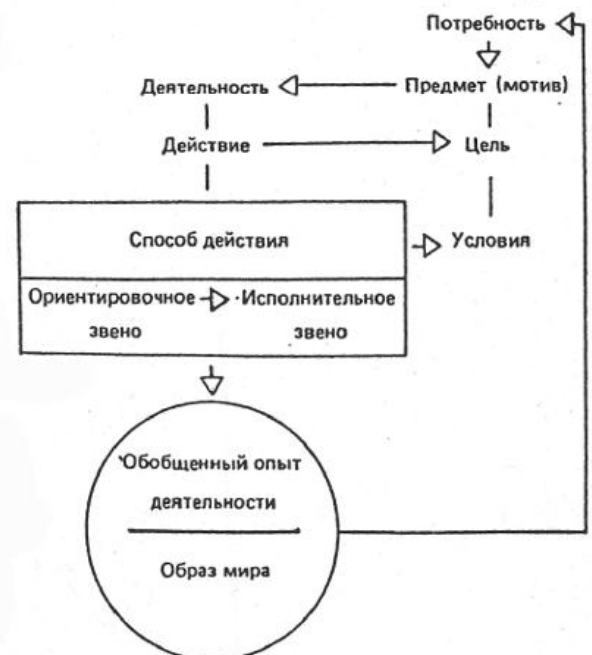 Потребность
Деятельность Предмет (мотив)
Действие Цель
Способ действия Условия
Ориентировочное Исполнительное
звено звено
Обобщенный опыт
деятельности
Образ мира